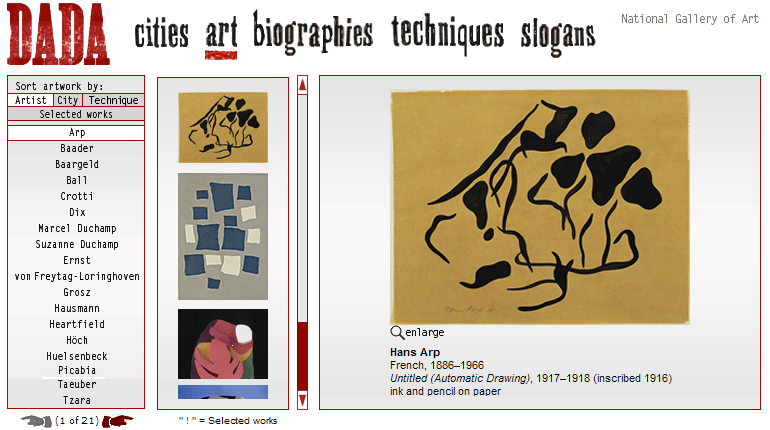 DADA
cities art biographies techniques slogans
National Gallery of Art
Sort artwork by:
Artist City Technique
Selected works
Arp
Baader
Baargeld
Ball
Crotti
Dix
Marcel Duchamp
Suzanne Duchamp
Ernst
von Freytag-Loringhoven
Grosz
Hausmann
Heartfield
Höch
Huelsenbeck
Picabia
Taeuber
Tzara
(1 of 21)
"!" = Selected works
enlarge
Hans Arp
French, 1886–1966
Untitled (Automatic Drawing), 1917–1918 (inscribed 1916)
ink and pencil on paper